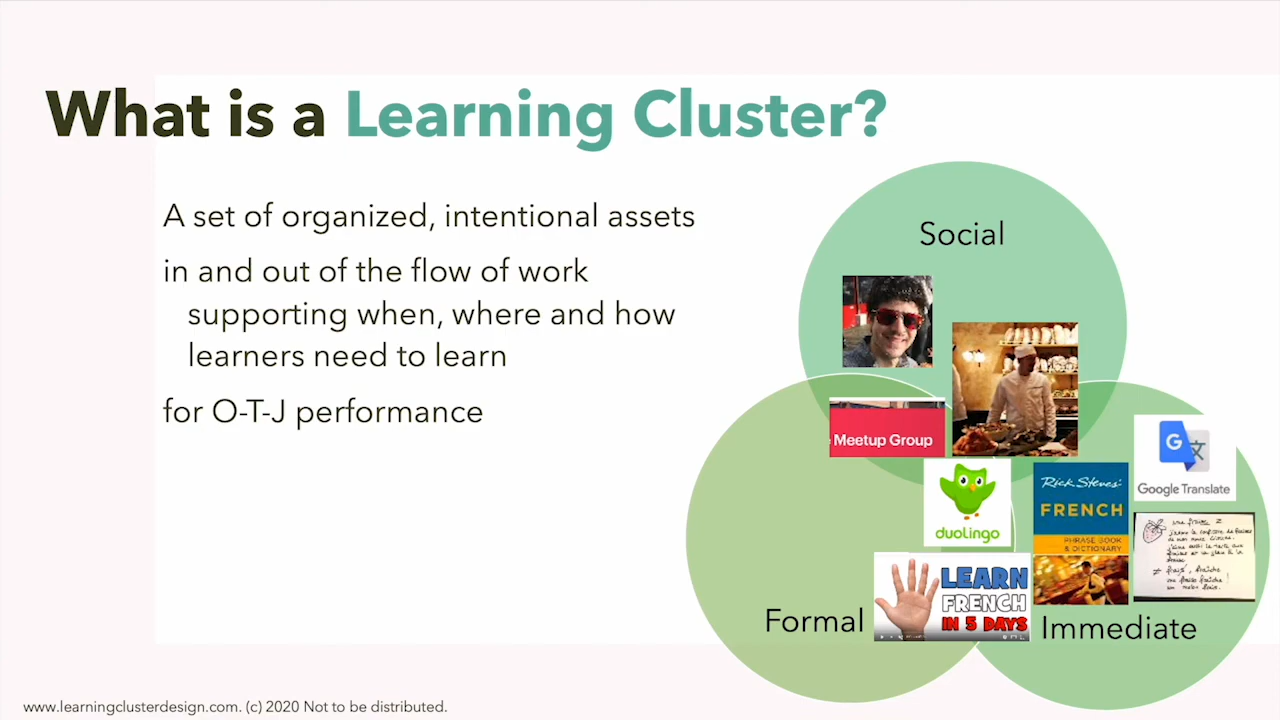 What is a Learning Cluster?
A set of organized, intentional assets
in and out of the flow of work
supporting when, where and how
learners need to learn
for O-T-J performance
Social
Meetup Group
duolingo
Rick Steves'
FRENCH
PHRASE BOOK
& DICTIONARY
G
Google Translate
LEARN
FRENCH
IN 5 DAYS
Formal
Immediate
www.learningclusterdesign.com. (c) 2020 Not to be distributed.